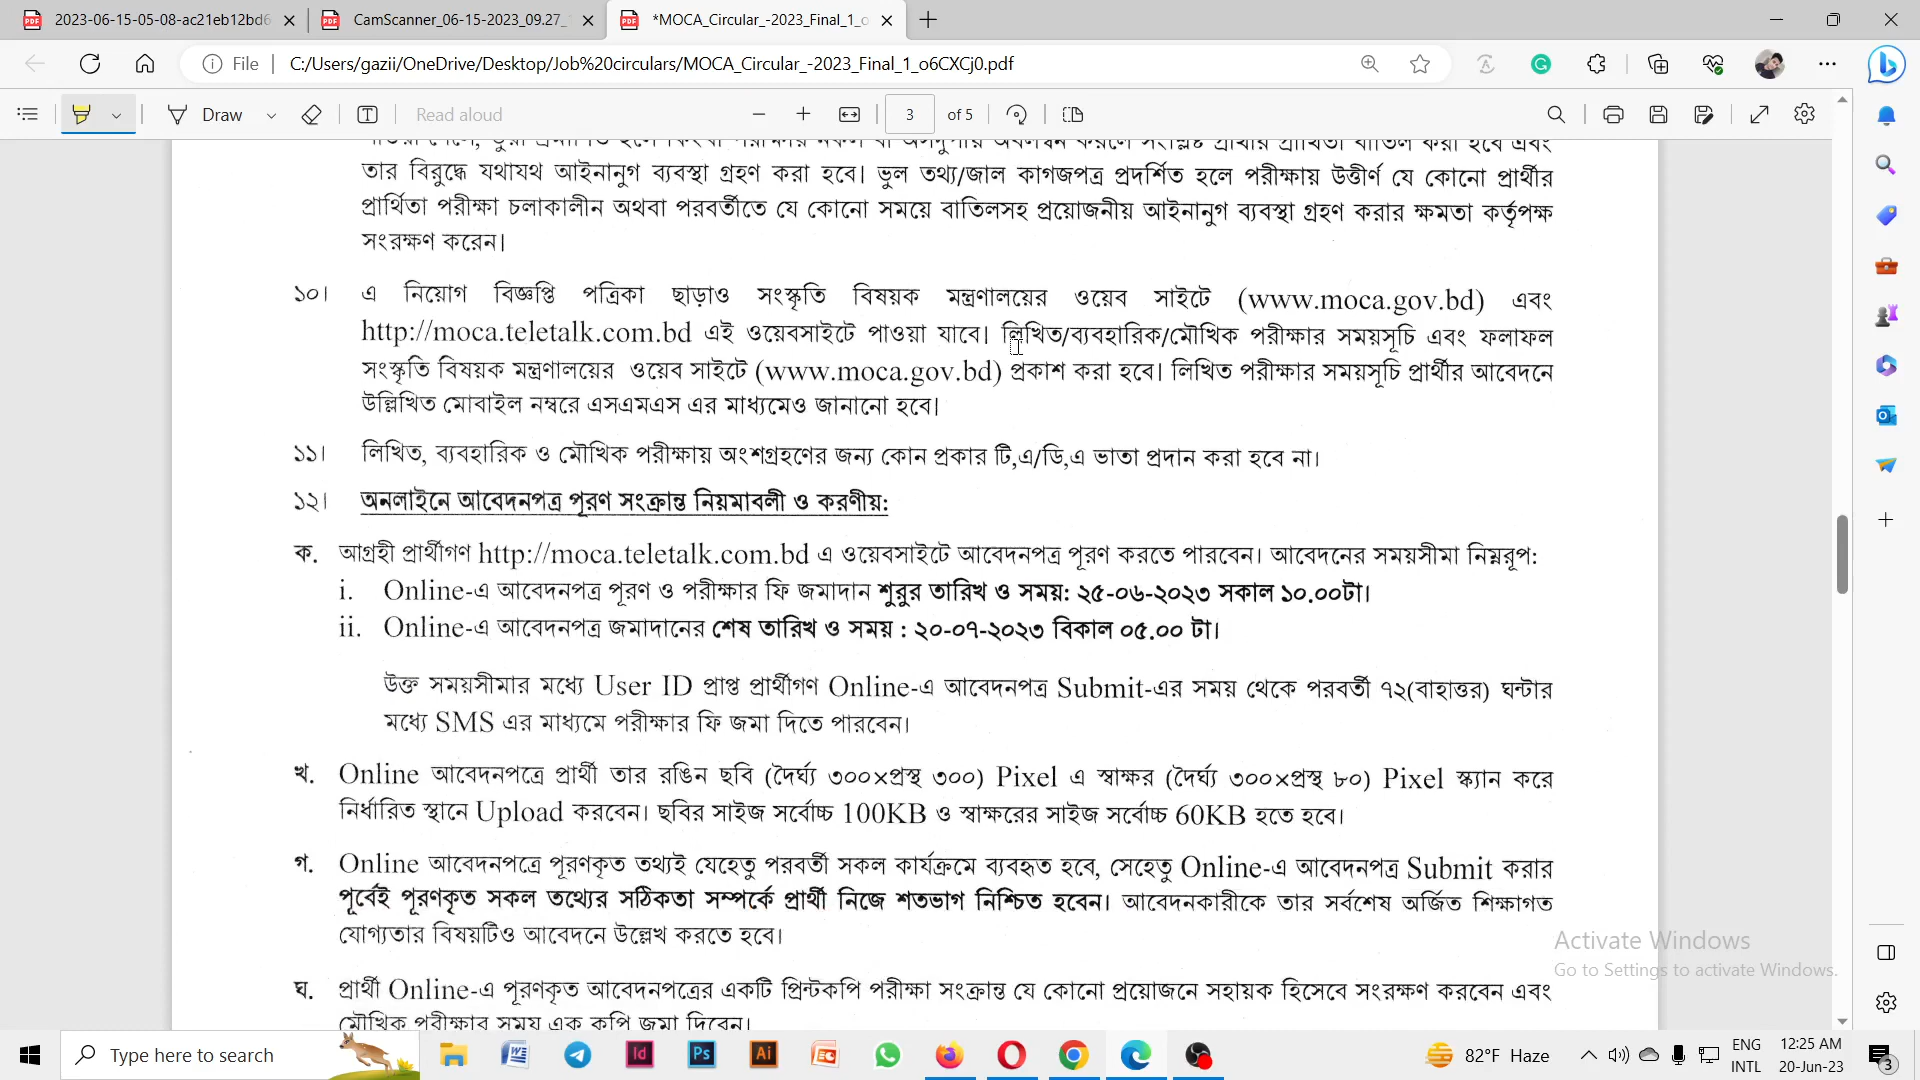 2023-06-15-05-08-ac21eb12bd6
CamScanner_06-15-2023_09.27_
*MOCA_Circular_-2023_Final_1_o
File
C:/Users/gazii/OneDrive/Desktop/Job%20circulars/MOCA_Circular_-2023_Final_1_o6CXCj0.pdf
Draw
Read aloud
3
of 5
তার বিরুদ্ধে যথাযথ আইনানুগ ব্যবস্থা গ্রহণ করা হবে। ভুল তথ্য/জাল কাগজপত্র প্রদর্শিত হলে পরীক্ষায় উত্তীর্ণ যে কোনো প্রার্থীর
প্রার্থিতা পরীক্ষা চলাকালীন অথবা পরবর্তীতে যে কোনো সময়ে বাতিলসহ প্রয়োজনীয় আইনানুগ ব্যবস্থা গ্রহণ করার ক্ষমতা কর্তৃপক্ষ
সংরক্ষণ করেন।
১০। এ নিয়োগ বিজ্ঞপ্তি পত্রিকা ছাড়াও সংস্কৃতি বিষয়ক মন্ত্রণালয়ের ওয়েব সাইটে (www.moca.gov.bd) এবং
http://moca.teletalk.com.bd এই ওয়েবসাইটে পাওয়া যাবে। লিখিত/ব্যবহারিক/মৌখিক পরীক্ষার সময়সূচি এবং ফলাফল
সংস্কৃতি বিষয়ক মন্ত্রণালয়ের ওয়েব সাইটে (www.moca.gov.bd) প্রকাশ করা হবে। লিখিত পরীক্ষার সময়সূচি প্রার্থীর আবেদনে
উল্লিখিত মোবাইল নম্বরে এসএমএস এর মাধ্যমেও জানানো হবে।
১১। লিখিত, ব্যবহারিক ও মৌখিক পরীক্ষায় অংশগ্রহণের জন্য কোন প্রকার টি,এ/ডি,এ ভাতা প্রদান করা হবে না।
১২। অনলাইনে আবেদনপত্র পূরণ সংক্রান্ত নিয়মাবলী ও করণীয়:
ক. আগ্রহী প্রার্থীগণ http://moca.teletalk.com.bd এ ওয়েবসাইটে আবেদনপত্র পূরণ করতে পারবেন। আবেদনের সময়সীমা নিম্নরূপ:
i. Online-এ আবেদনপত্র পূরণ ও পরীক্ষার ফি জমাদান শুরুর তারিখ ও সময়: ২৫-০৬-২০২৩ সকাল ১০.০০টা।
ii. Online-এ আবেদনপত্র জমাদানের শেষ তারিখ ও সময় : ২০-০৭-২০২৩ বিকাল ০৫.০০ টা।
উক্ত সময়সীমার মধ্যে User ID প্রাপ্ত প্রার্থীগণ Online-এ আবেদনপত্র Submit-এর সময় থেকে পরবর্তী ৭২(বাহাত্তর) ঘন্টার
মধ্যে SMS এর মাধ্যমে পরীক্ষার ফি জমা দিতে পারবেন।
খ. Online আবেদনপত্রে প্রার্থী তার রঙিন ছবি (দৈর্ঘ্য ৩০০×প্রস্থ ৩০০) Pixel এ স্বাক্ষর (দৈর্ঘ্য ৩০০×প্রস্থ ৮০) Pixel স্ক্যান করে
নির্ধারিত স্থানে Upload করবেন। ছবির সাইজ সর্বোচ্চ 100KB ও স্বাক্ষরের সাইজ সর্বোচ্চ 60KB হতে হবে।
গ. Online আবেদনপত্রে পূরণকৃত তথ্যই যেহেতু পরবর্তী সকল কার্যক্রমে ব্যবহৃত হবে, সেহেতু Online-এ আবেদনপত্র Submit করার
পূর্বেই পূরণকৃত সকল তথ্যের সঠিকতা সম্পর্কে প্রার্থী নিজে শতভাগ নিশ্চিত হবেন। আবেদনকারীকে তার সর্বশেষ অর্জিত শিক্ষাগত
যোগ্যতার বিষয়টিও আবেদনে উল্লেখ করতে হবে।
Activate Windows
Go to Settings to activate Windows.
ঘ. প্রার্থী Online-এ পূরণকৃত আবেদনপত্রের একটি প্রিন্টকপি পরীক্ষা সংক্রান্ত যে কোনো প্রয়োজনে সহায়ক হিসেবে সংরক্ষণ করবেন এবং
মৌখিক পরীক্ষার সময় এক কপি জমা দিবেন।
Type here to search
82°F Haze
ENG
INTL
12:25 AM
20-Jun-23
3